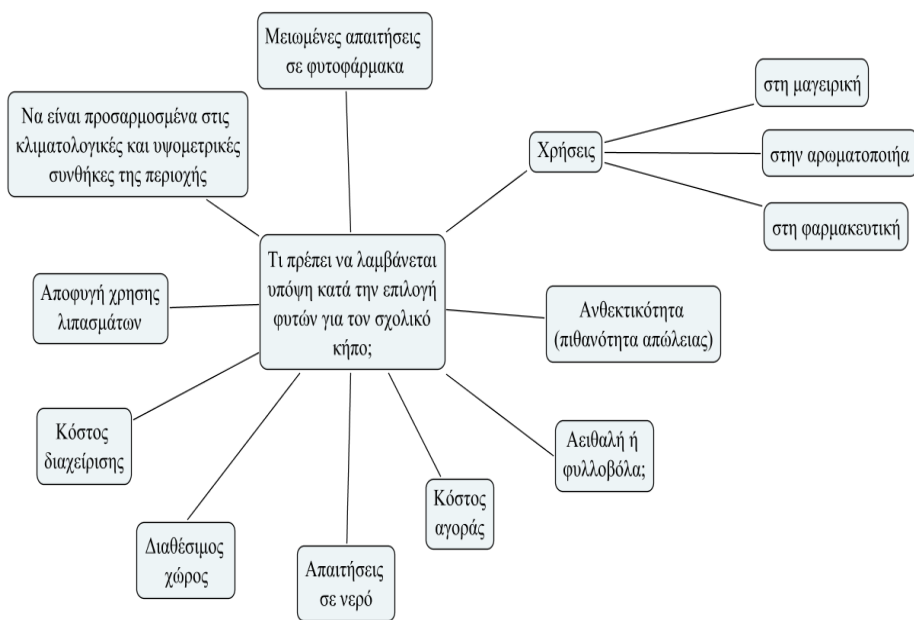 Μειωμένες απαιτήσεις
σε φυτοφάρμακα
Να είναι προσαρμοσμένα στις
κλιματολογικές και υψομετρικές
συνθήκες της περιοχής
Χρήσεις
στη μαγειρική
στην αρωματοποιήα
στη φαρμακευτική
Τι πρέπει να λαμβάνεται
υπόψη κατά την επιλογή
φυτών για τον σχολικό
κήπο;
Αποφυγή χρησης
λιπασμάτων
Ανθεκτικότητα
(πιθανότητα απώλειας)
Κόστος
διαχείρισης
Αειθαλή ή
φυλλοβόλα;
Κόστος
αγοράς
Διαθέσιμος
χώρος
Απαιτήσεις
σε νερό